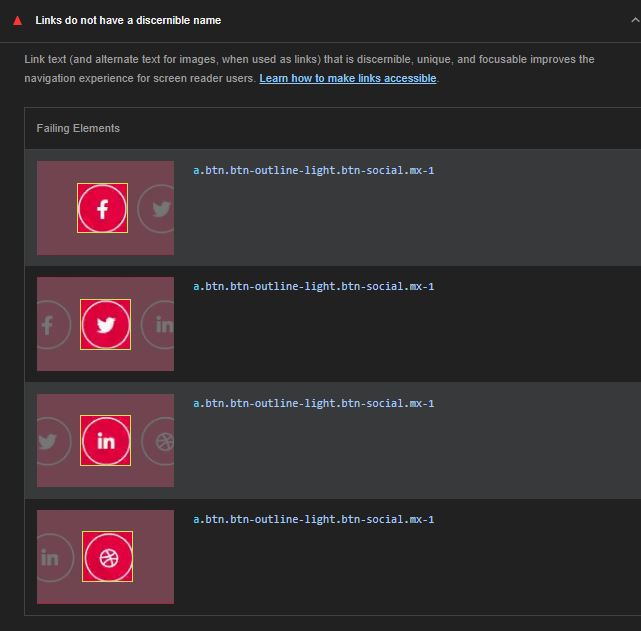 Links do not have a discernible name
Link text (and alternate text for images, when used as links) that is discernible, unique, and focusable improves the
navigation experience for screen reader users. Learn how to make links accessible.
Failing Elements
a.btn.btn-outline-light.btn-social.mx-1
a.btn.btn-outline-light.btn-social.mx-1
a.btn.btn-outline-light.btn-social.mx-1
a.btn.btn-outline-light.btn-social.mx-1